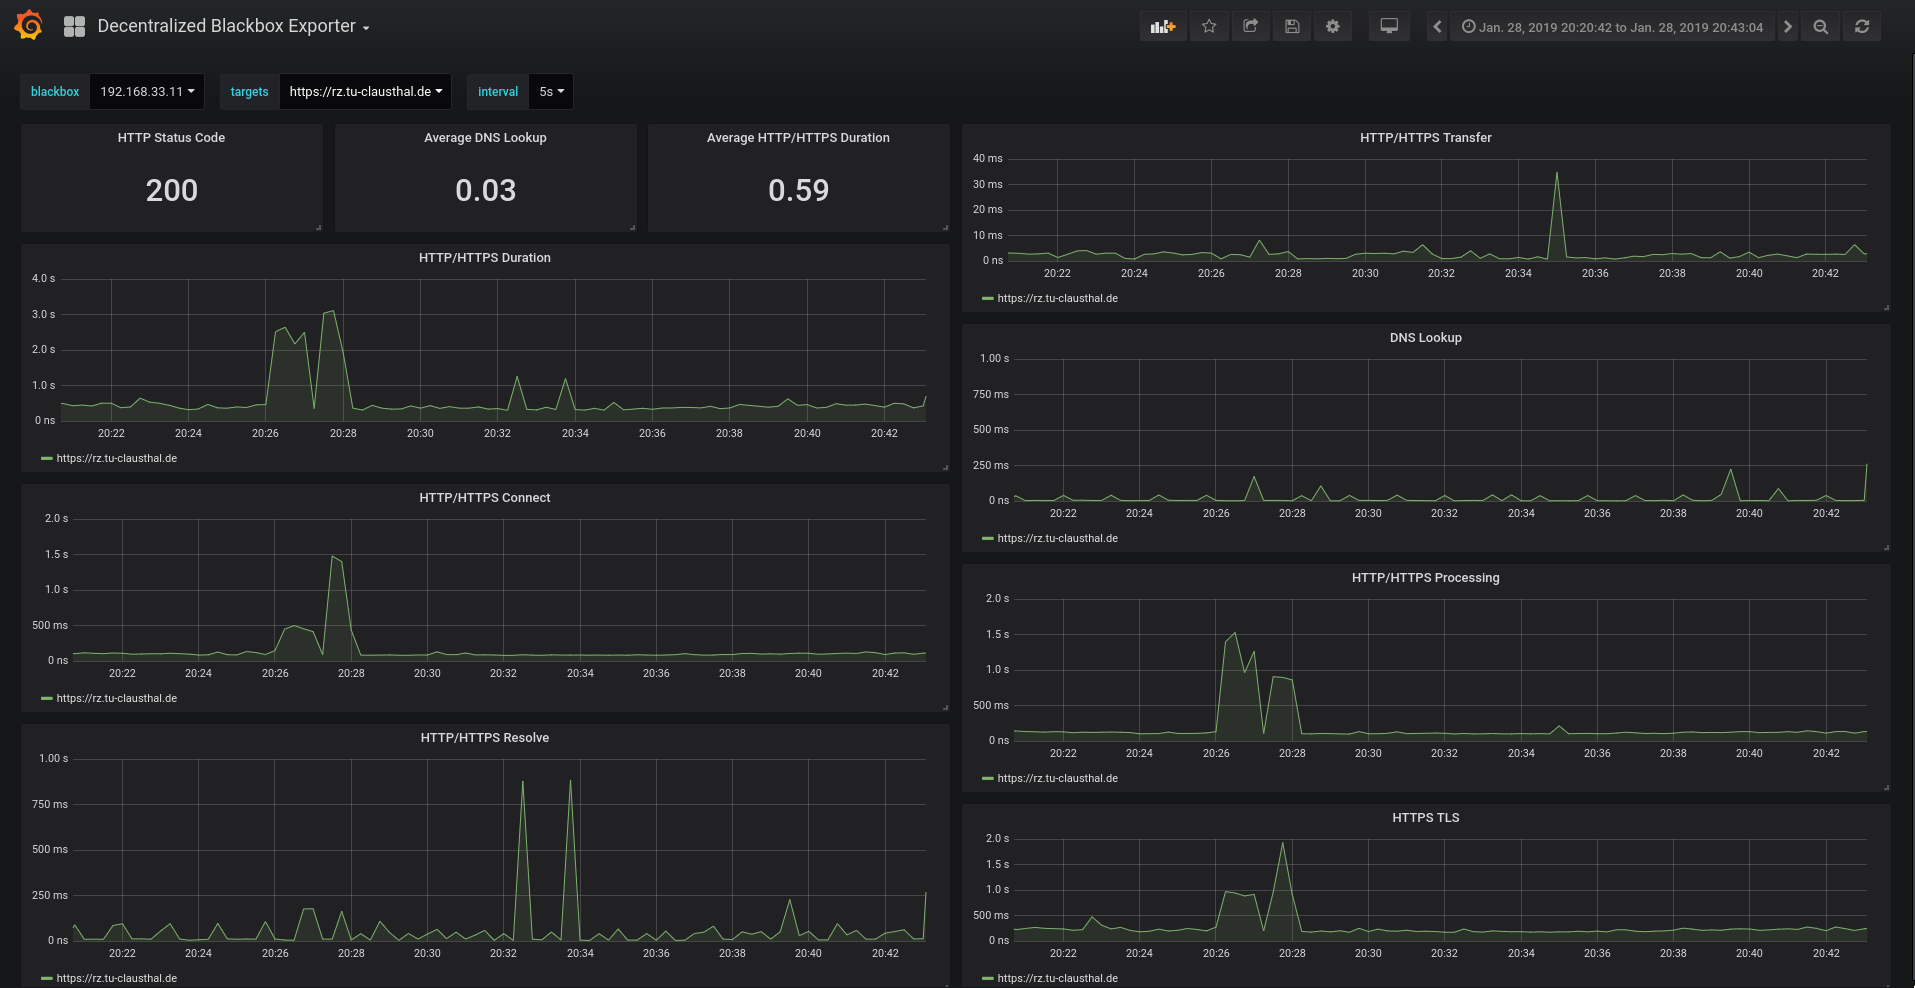 Decentralized Blackbox Exporter
Jan. 28, 2019 20:20:42 to Jan. 28, 2019 20:43:04
blackbox 192.168.33.11 targets https://rz.tu-clausthal.de interval 5s
HTTP Status Code
200
Average DNS Lookup
0.03
Average HTTP/HTTPS Duration
0.59
HTTP/HTTPS Duration
4.0 s
3.0 s
2.0 s
1.0 s
0 ns
20:22 20:24 20:26 20:28 20:30 20:32 20:34 20:36 20:38 20:40 20:42
https://rz.tu-clausthal.de
HTTP/HTTPS Connect
2.0 s
1.5 s
1.0 s
500 ms
0 ns
20:22 20:24 20:26 20:28 20:30 20:32 20:34 20:36 20:38 20:40 20:42
https://rz.tu-clausthal.de
HTTP/HTTPS Resolve
1.00 s
750 ms
500 ms
250 ms
0 ns
20:22 20:24 20:26 20:28 20:30 20:32 20:34 20:36 20:38 20:40 20:42
https://rz.tu-clausthal.de
HTTP/HTTPS Transfer
40 ms
30 ms
20 ms
10 ms
0 ns
20:22 20:24 20:26 20:28 20:30 20:32 20:34 20:36 20:38 20:40 20:42
https://rz.tu-clausthal.de
DNS Lookup
1.00 s
750 ms
500 ms
250 ms
0 ns
20:22 20:24 20:26 20:28 20:30 20:32 20:34 20:36 20:38 20:40 20:42
https://rz.tu-clausthal.de
HTTP/HTTPS Processing
2.0 s
1.5 s
1.0 s
500 ms
0 ns
20:22 20:24 20:26 20:28 20:30 20:32 20:34 20:36 20:38 20:40 20:42
https://rz.tu-clausthal.de
HTTPS TLS
2.0 s
1.5 s
1.0 s
500 ms
0 ns
20:22 20:24 20:26 20:28 20:30 20:32 20:34 20:36 20:38 20:40 20:42
https://rz.tu-clausthal.de